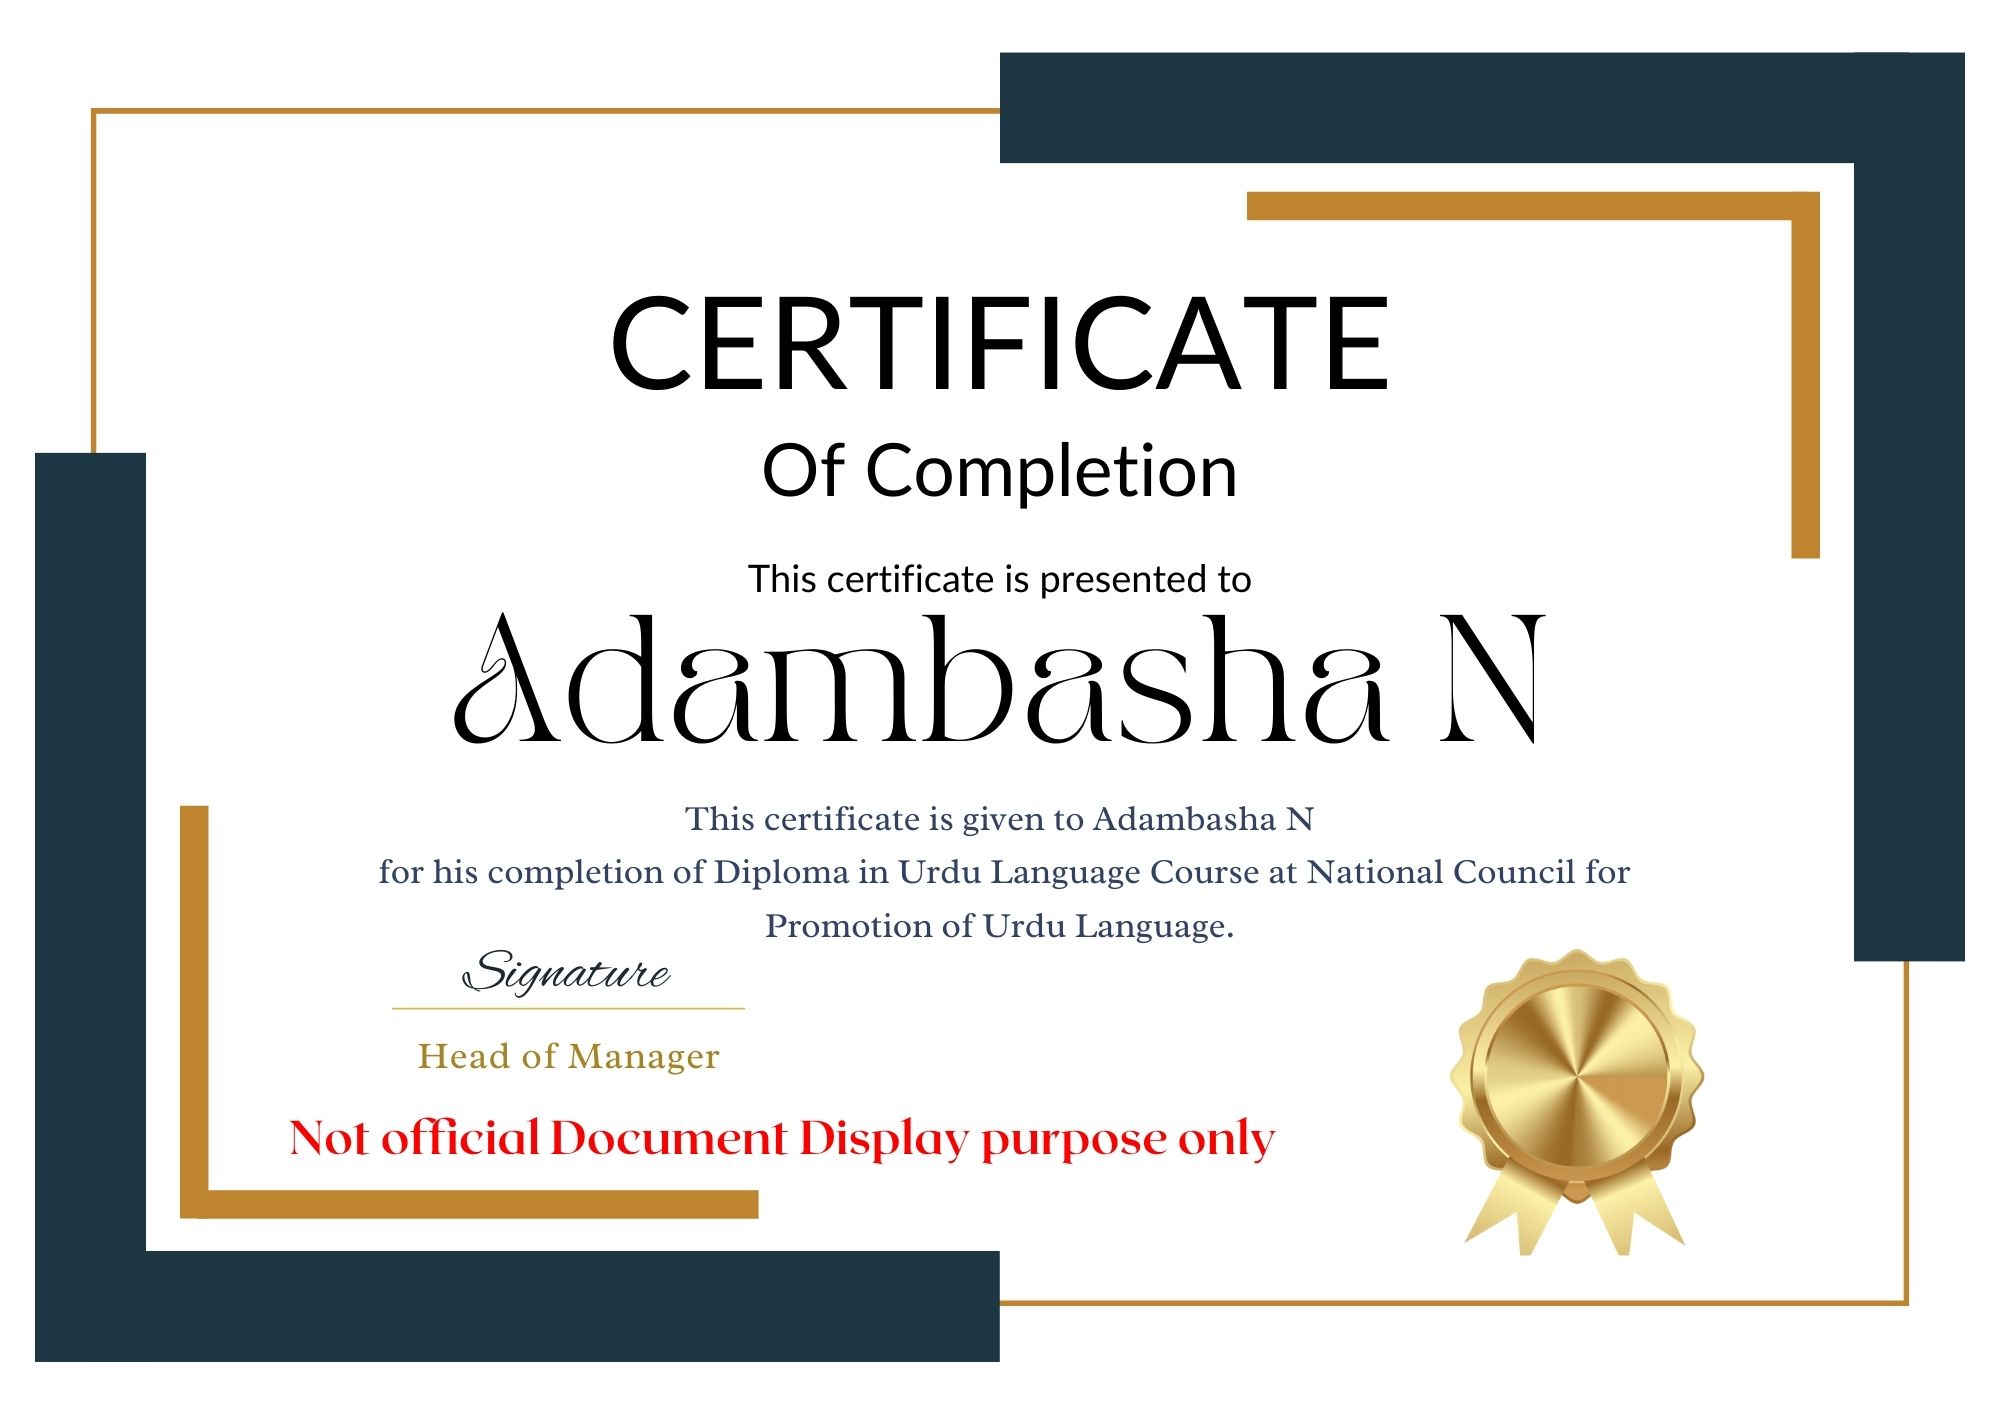 CERTIFICATE
Of Completion
This certificate is presented to
Adambasha N
This certificate is given to Adambasha N
for his completion of Diploma in Urdu Language Course at National Council for
Promotion of Urdu Language.
Signature
Head of Manager
Not official Document Display purpose only